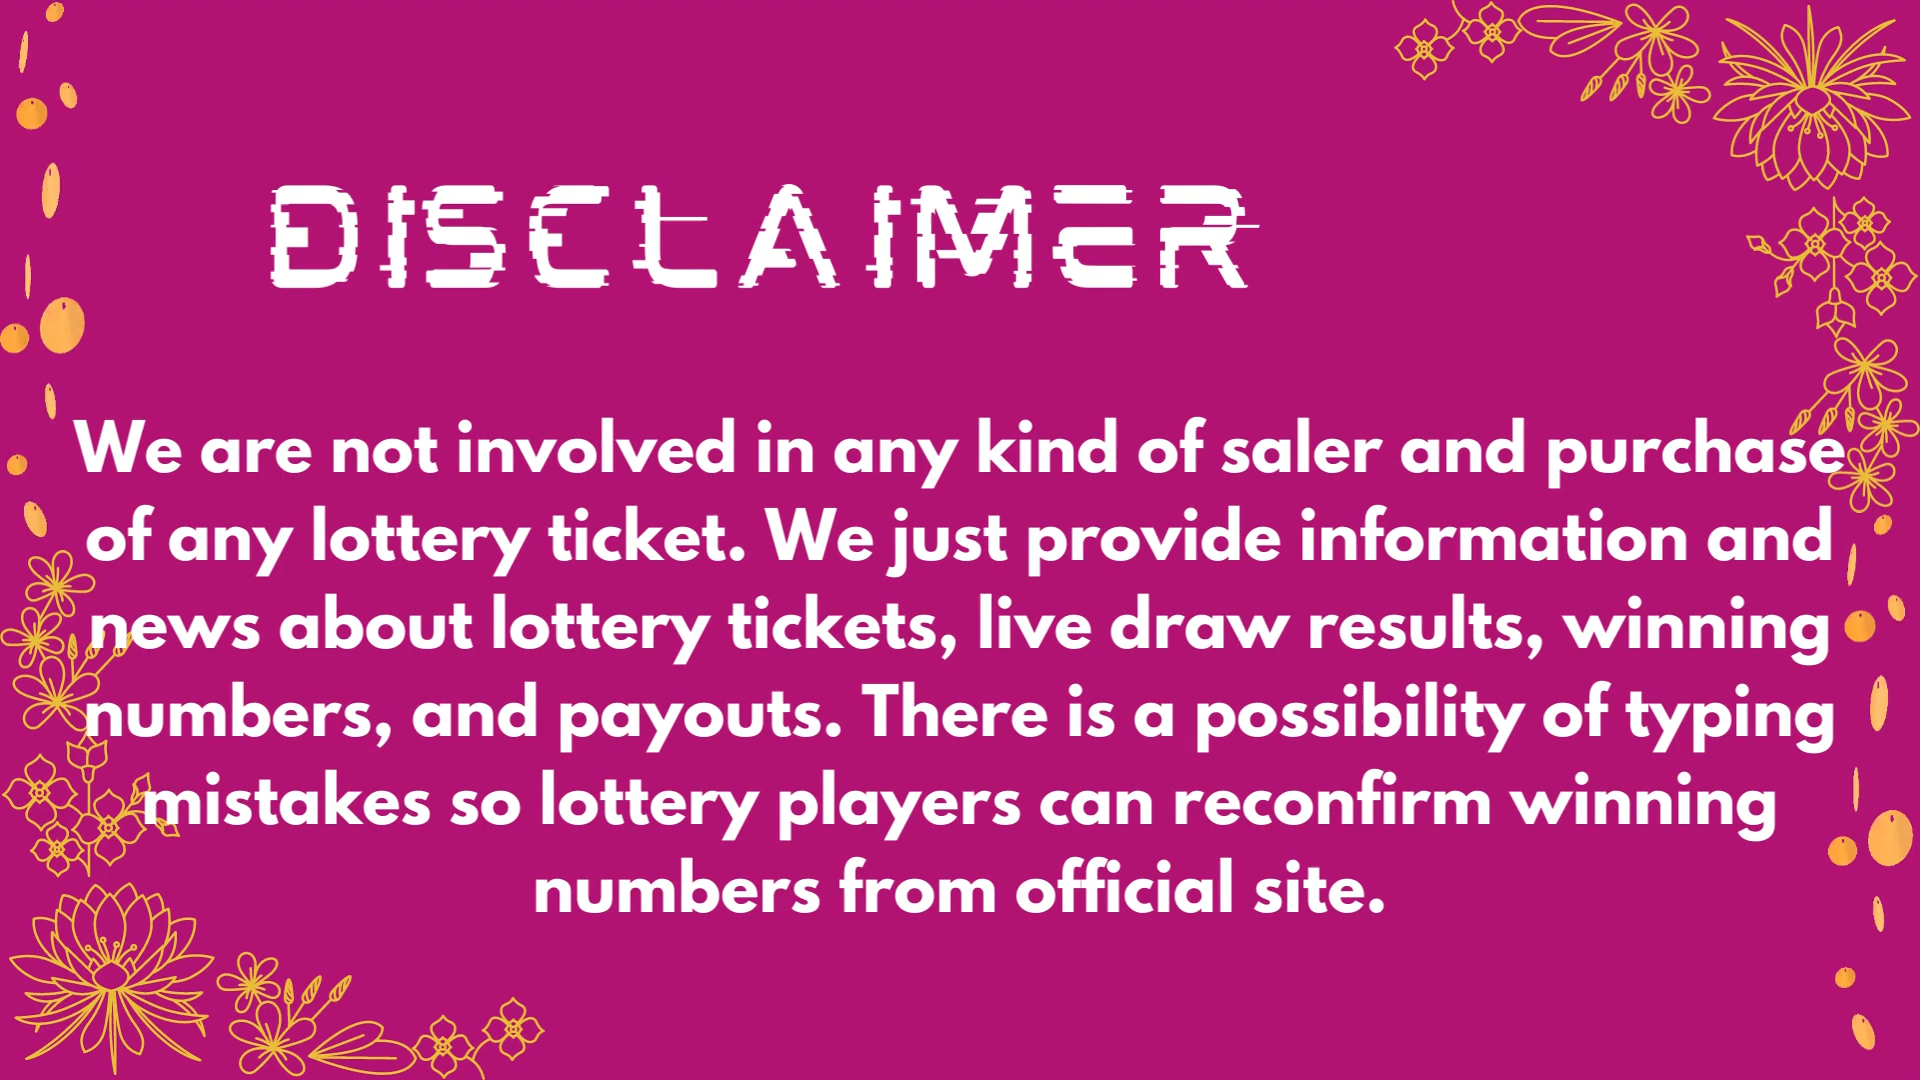 DISCLAIMER
We are not involved in any kind of saler and purchase
of any lottery ticket. We just provide information and
news about lottery tickets, live draw results, winning
numbers, and payouts. There is a possibility of typing
mistakes so lottery players can reconfirm winning
numbers from official site.